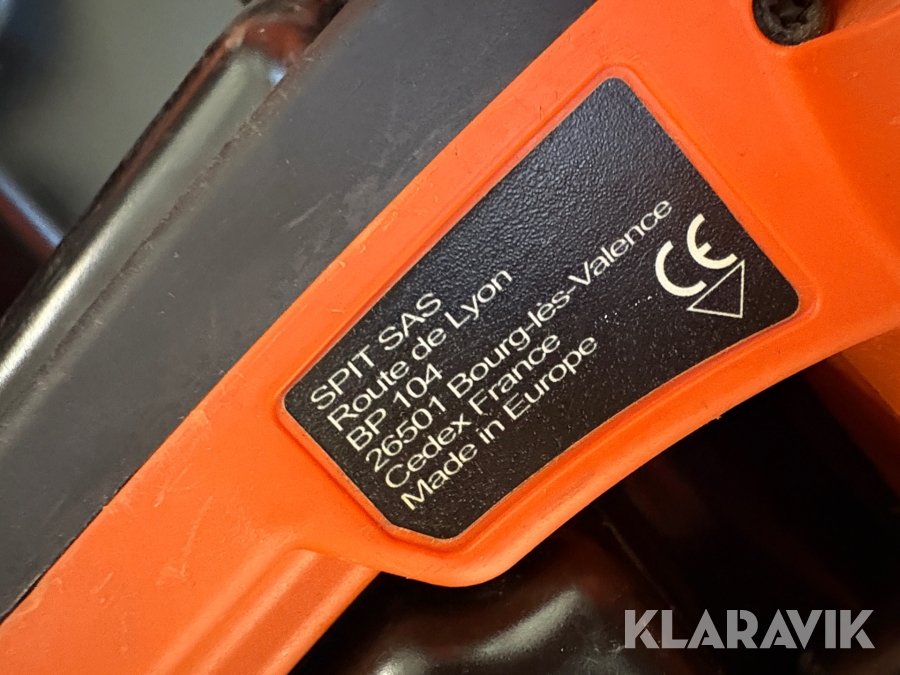 SPIT SAS
Route de Lyon
BP 104
26501 Bourg-lès-Valence
Cedex France
Made in Europe
CE
KLARAVIK